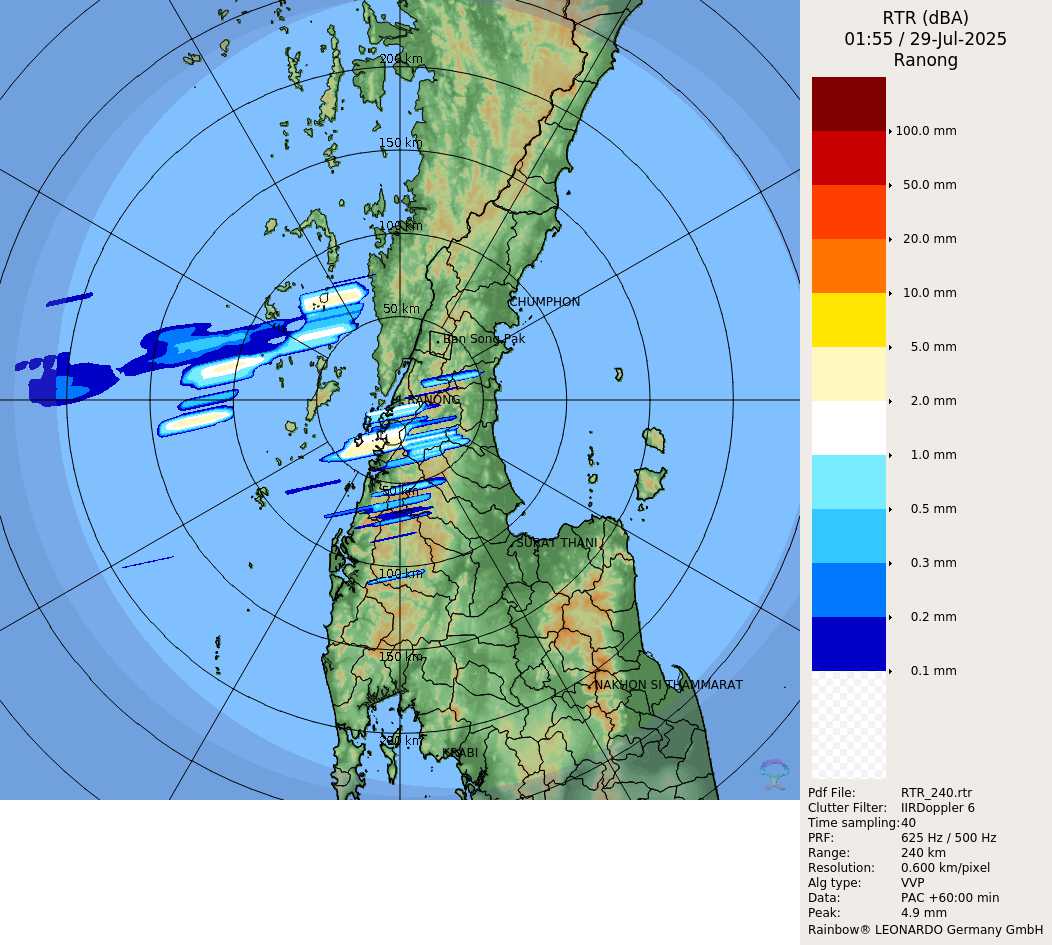 RTR (dBA)
01:55 / 29-Jul-2025
Ranong
200 km
150 km
100 km
50 km
CHUMPHON
Ban Song Pak
RANONG
50 km
SURAT THANI
100 km
150 km
NAKHON SI THAMMARAT
200 km
KRABI
100.0 mm
50.0 mm
20.0 mm
10.0 mm
5.0 mm
2.0 mm
1.0 mm
0.5 mm
0.3 mm
0.2 mm
0.1 mm
Pdf File: RTR_240.rtr
Clutter Filter: IIRDoppler 6
Time sampling:40
PRF: 625 Hz / 500 Hz
Range: 240 km
Resolution: 0.600 km/pixel
Alg type: VVP
Data: PAC +60:00 min
Peak: 4.9 mm
Rainbow® LEONARDO Germany GmbH